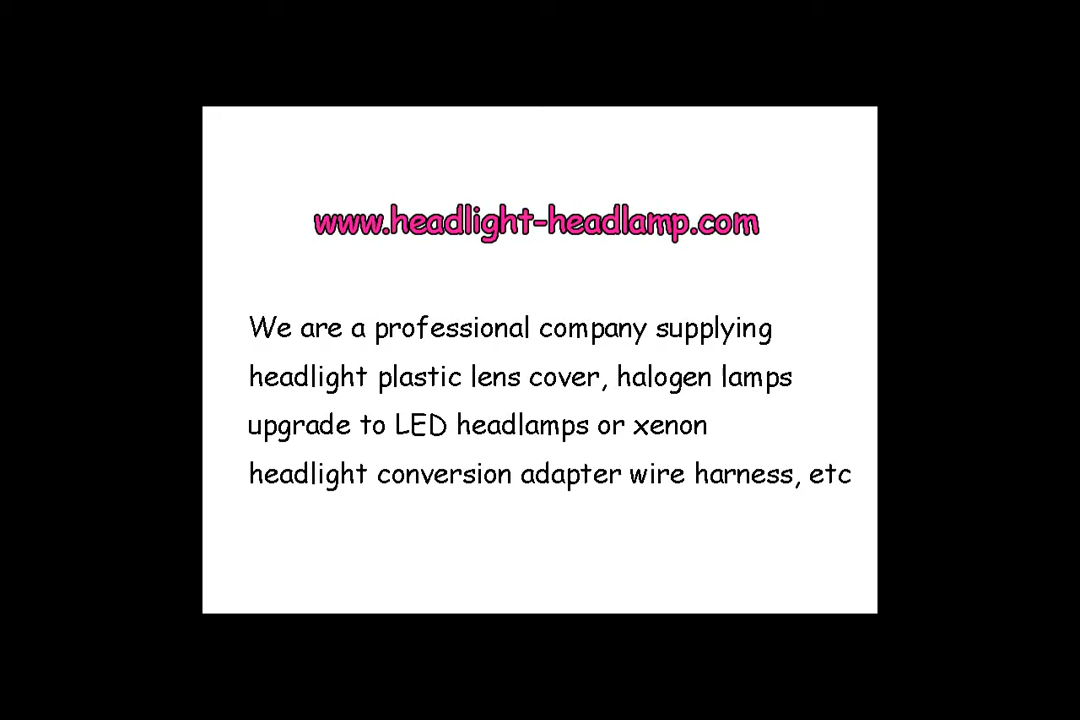 www.headlight-headlamp.com
We are a professional company supplying
headlight plastic lens cover, halogen lamps
upgrade to LED headlamps or xenon
headlight conversion adapter wire harness, etc